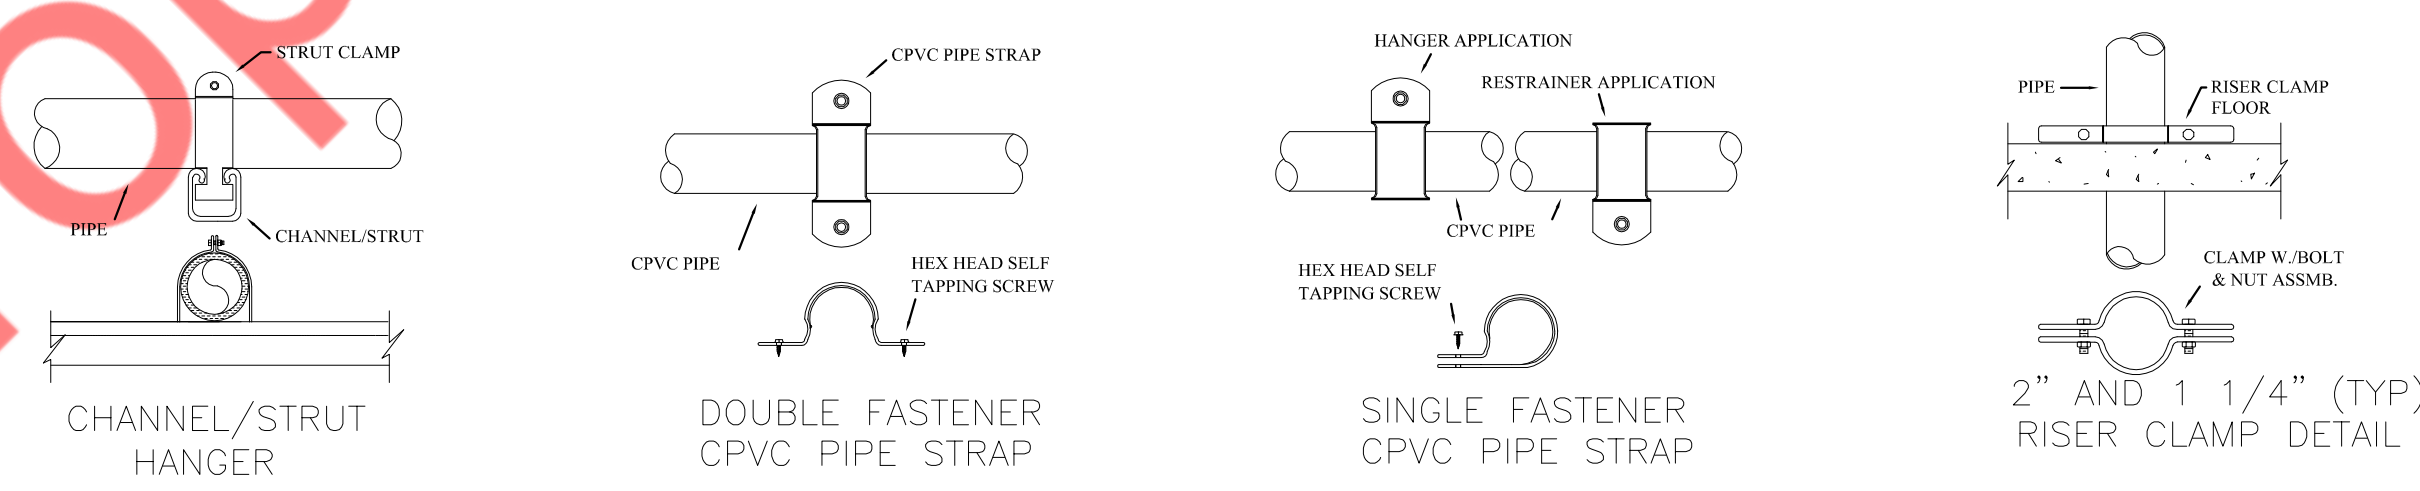 STRUT CLAMP
PIPE
CHANNEL/STRUT
CHANNEL/STRUT
HANGER
CPVC PIPE STRAP
CPVC PIPE
HEX HEAD SELF
TAPPING SCREW
DOUBLE FASTENER
CPVC PIPE STRAP
HANGER APPLICATION
RESTRAINER APPLICATION
CPVC PIPE
HEX HEAD SELF
TAPPING SCREW
SINGLE FASTENER
CPVC PIPE STRAP
PIPE
RISER CLAMP
FLOOR
CLAMP W./BOLT
& NUT ASSMB.
2” AND 1 1/4” (TYP)
RISER CLAMP DETAIL